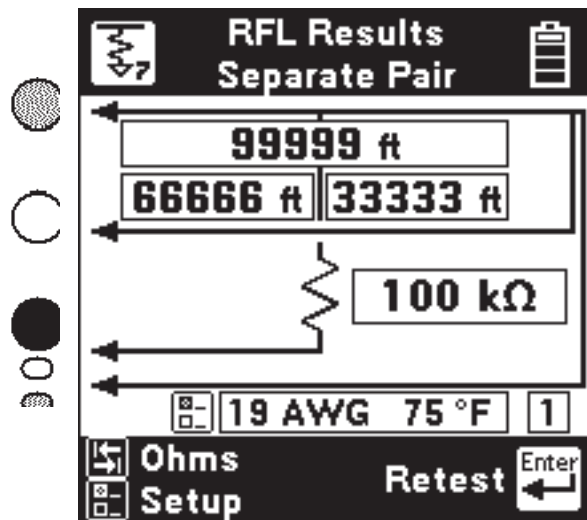 RFL Results
Separate Pair
7
99999 ft
66666 ft 33333 ft
100 kΩ
19 AWG 75 °F 1
Ohms
Setup
Retest Enter